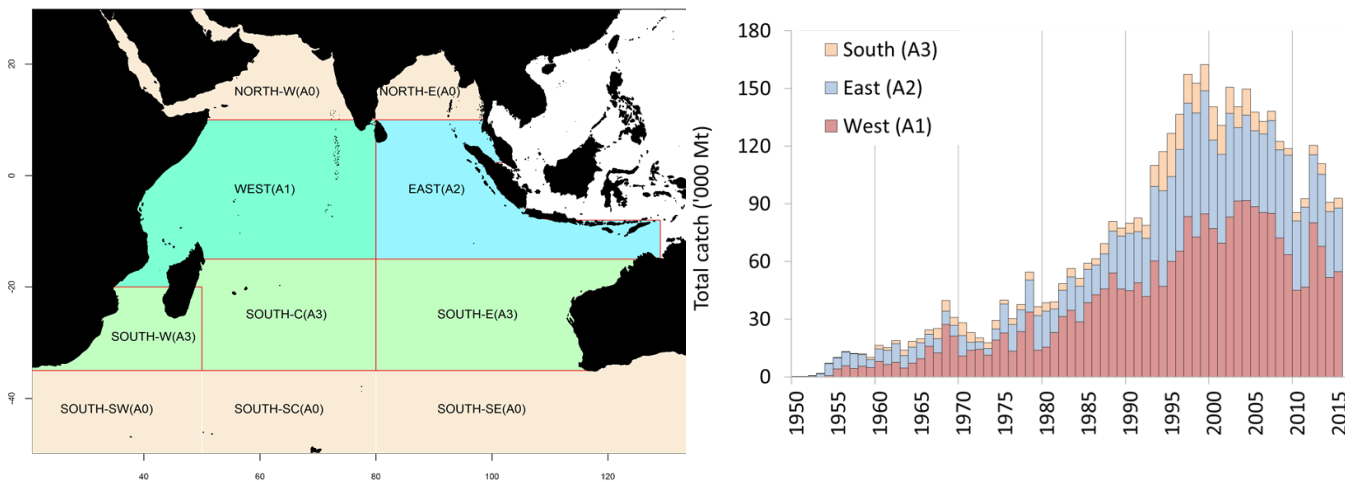 20
0
-20
-40
40
60
80
100
120
NORTH-W(A0)
NORTH-E(A0)
WEST(A1)
EAST(A2)
SOUTH-W(A3)
SOUTH-C(A3)
SOUTH-E(A3)
SOUTH-SW(A0)
SOUTH-SC(A0)
SOUTH-SE(A0)
Total catch ('000 Mt)
180
150
120
90
60
30
0
South (A3)
East (A2)
West (A1)
1950
1955
1960
1965
1970
1975
1980
1985
1990
1995
2000
2005
2010
2015